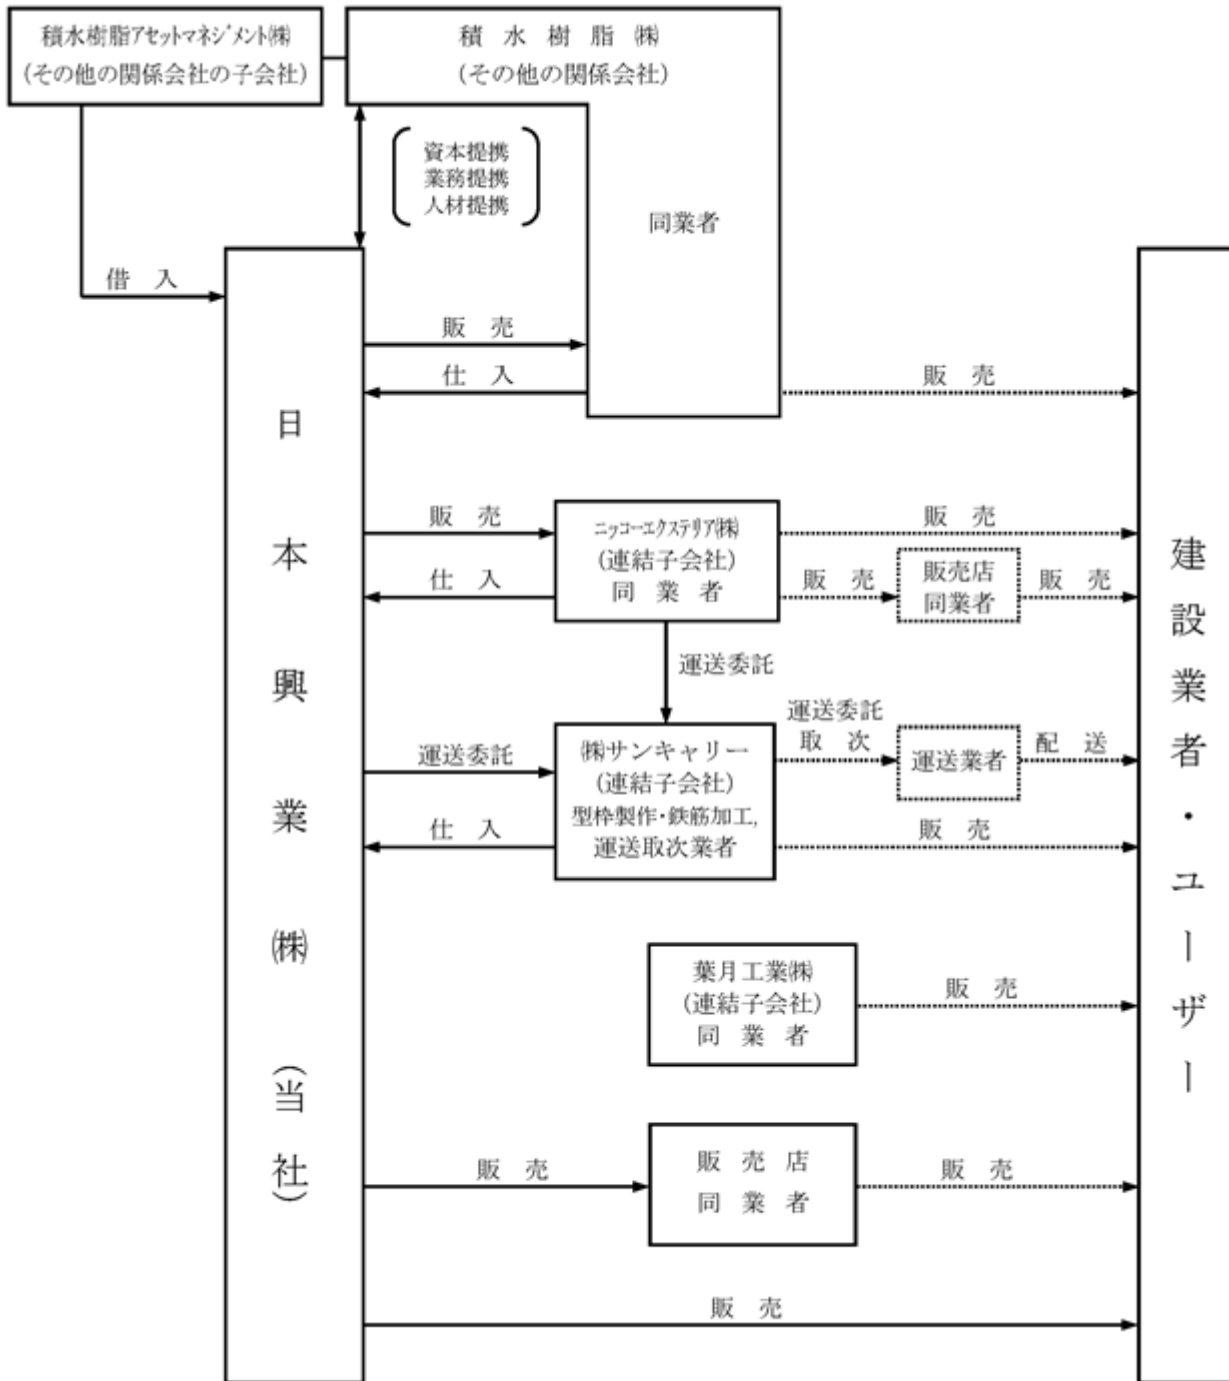 積水樹脂アセットマネジメント㈱
(その他の関係会社の子会社)
積 水 樹 脂 ㈱
(その他の関係会社)
資本提携
業務提携
人材提携
同業者
借 入
販 売
仕 入
販 売
日本興業㈱(当社)
建設業者・ユーザー
販 売
仕 入
ニッコーエクステリア㈱
(連結子会社)
同 業 者
販 売
販 売
販売店
同業者
販 売
運送委託
運送委託
仕 入
㈱サンキャリー
(連結子会社)
型枠製作・鉄筋加工,
運送取次業者
運送委託
取 次
運送業者
配 送
販 売
葉月工業㈱
(連結子会社)
同 業 者
販 売
販 売
販 売 店
同 業 者
販 売
販 売